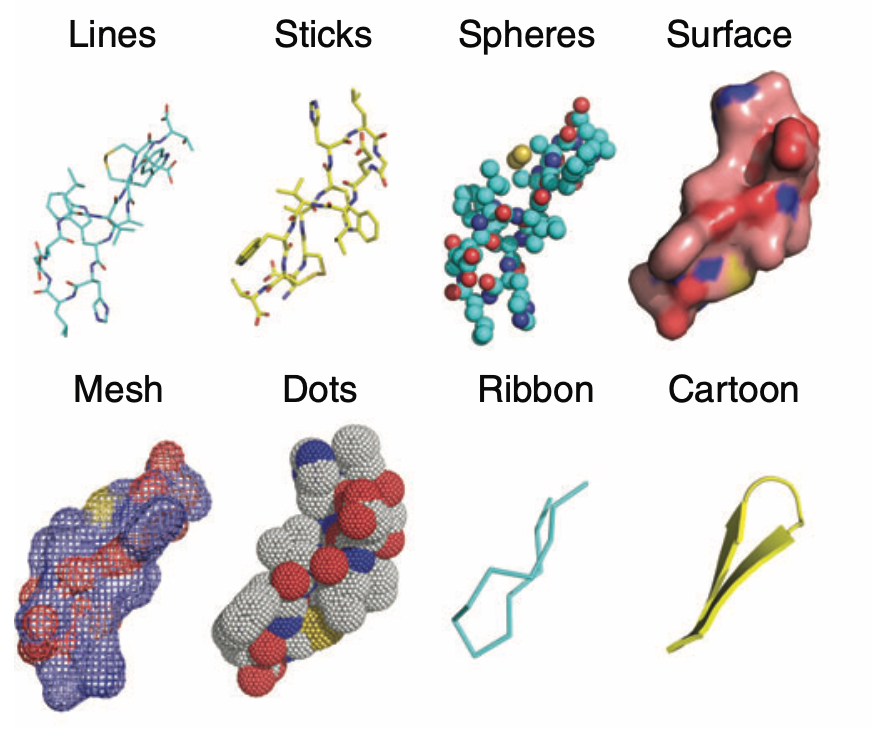 Lines Sticks Spheres Surface
Mesh Dots Ribbon Cartoon